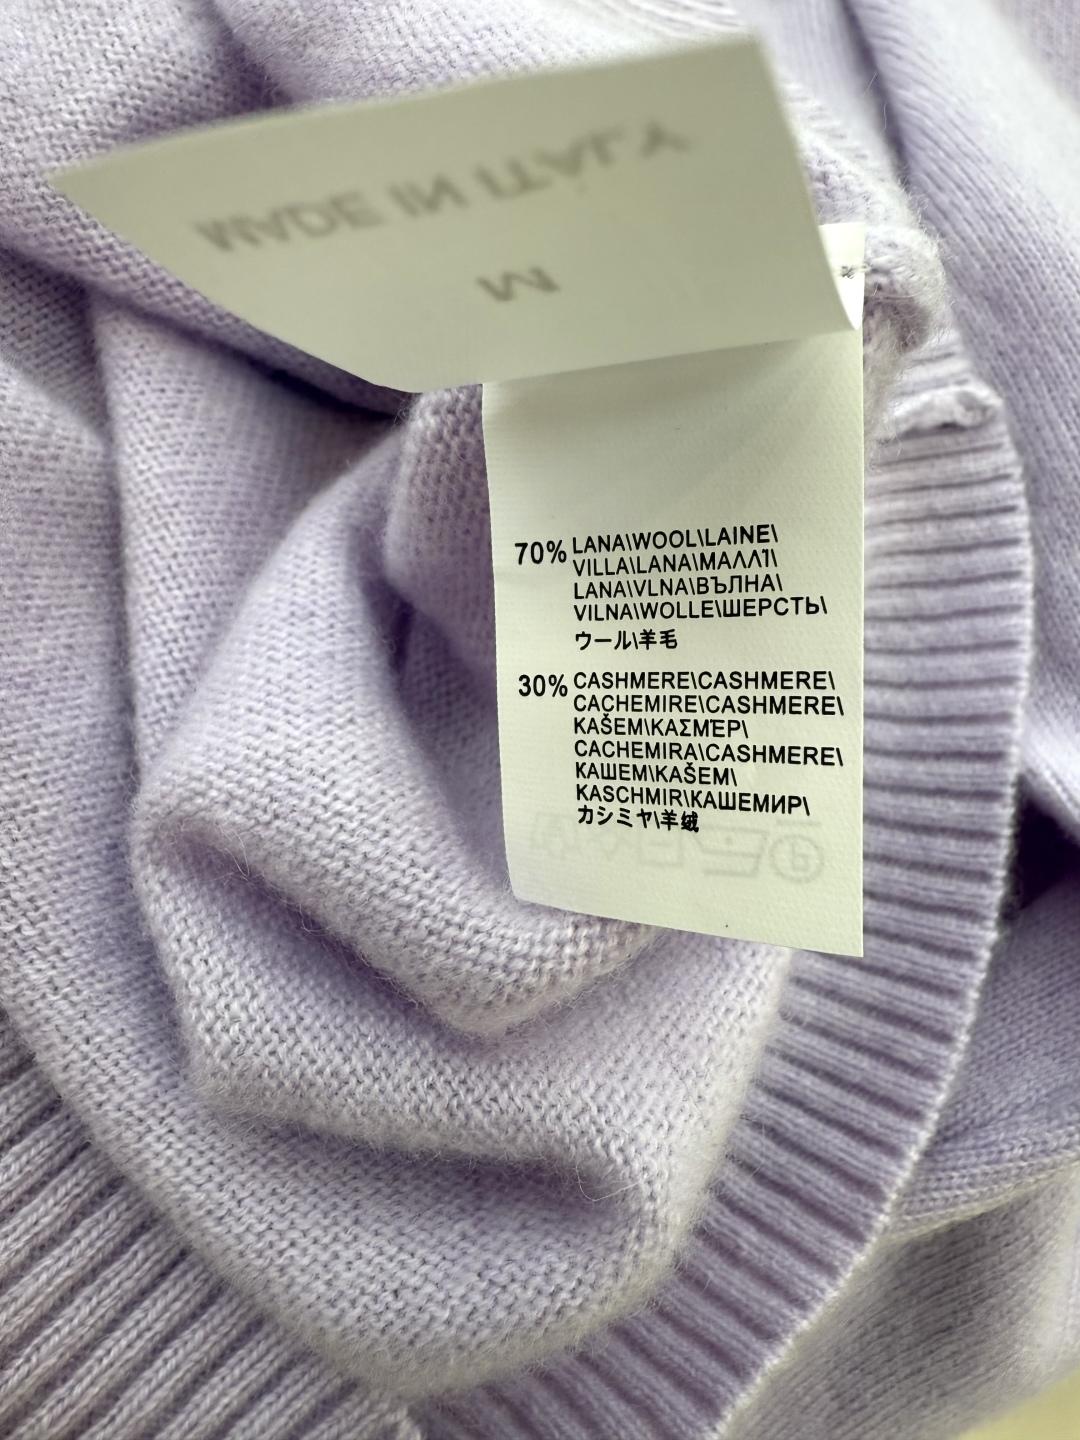 MADE IN ITALY
M
70% LANA\WOOL\LAINE\
VILLA\LANA\ΜΑΛΛΊ\
LANA\VLNA\ВЪЛНА\
VILNA\WOLLE\ШЕРСТЬ\
ウール\羊毛
30% CASHMERE\CASHMERE\
CACHEMIRE\CASHMERE\
KAŠEM\ΚΑΣΜΊΡ\
CACHEMIRA\CASHMERE\
КАШЕМ\KAŠEM\
KASCHMIR\КАШЕМИР\
カシミヤ\羊绒
P